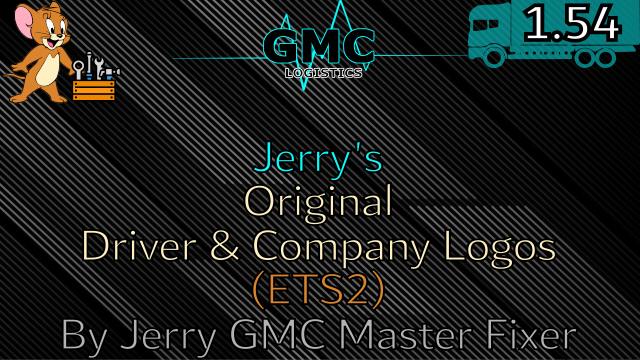 GMC
LOGISTICS
1.54
Jerry's
Original
Driver & Company Logos
(ETS2)
By Jerry GMC Master Fixer